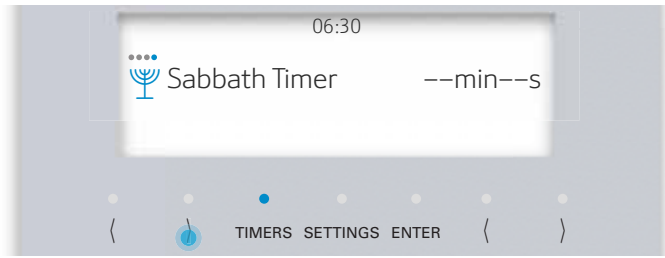 06:30
Sabbath Timer --min--s
⟨ ⟩ TIMERS SETTINGS ENTER ⟨ ⟩